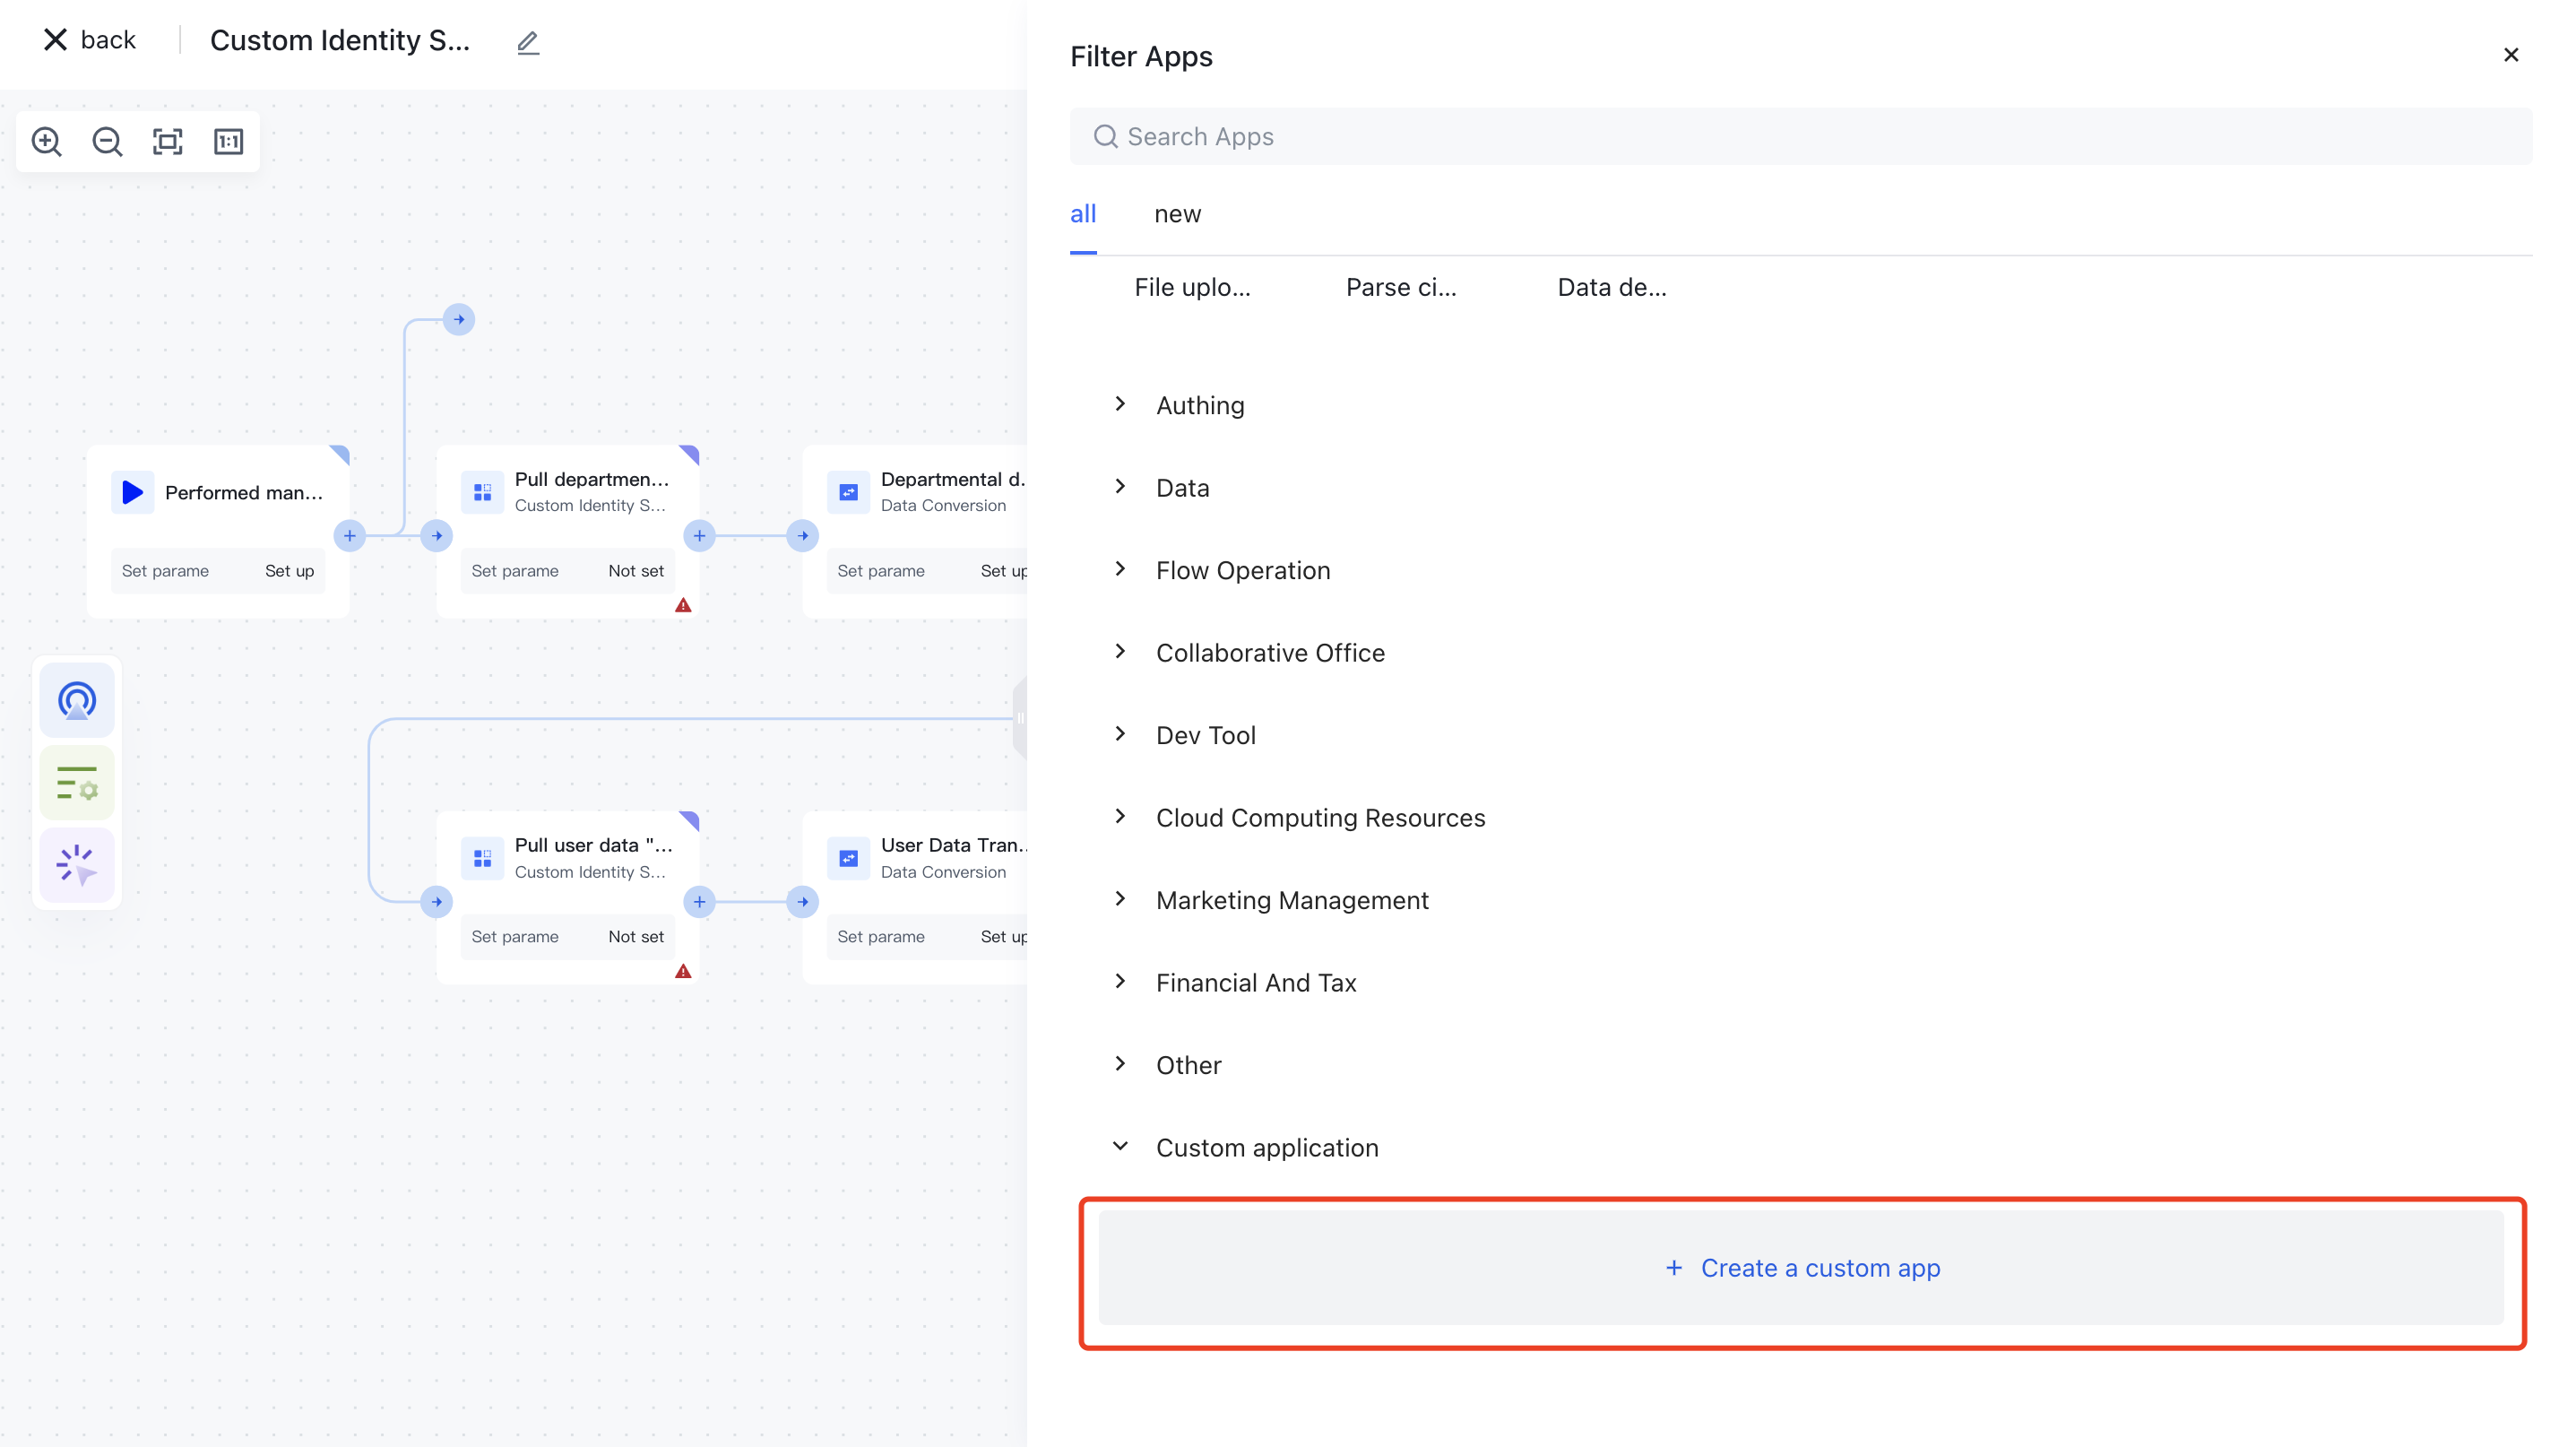 back
Custom Identity S...
Filter Apps
Search Apps
all
new
File uplo...
Parse ci...
Data de...
1:1
Performed man...
Set parame
Set up
Pull departmen...
Custom Identity S...
Set parame
Not set
Departmental d.
Data Conversion
Set parame
Set up
Pull user data "...
Custom Identity S...
Set parame
Not set
User Data Tran..
Data Conversion
Set parame
Set up
Authing
Data
Flow Operation
Collaborative Office
Dev Tool
Cloud Computing Resources
Marketing Management
Financial And Tax
Other
Custom application
+ Create a custom app